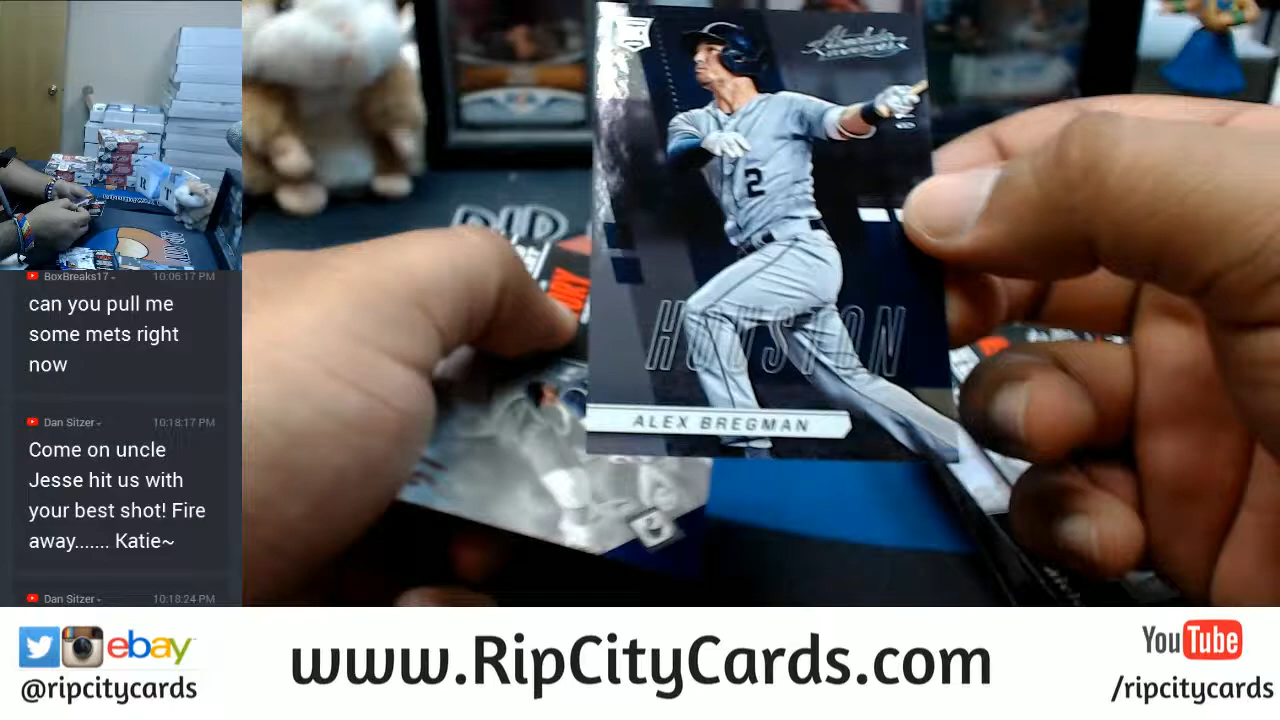 BoxBreaks17 10:06:17 PM
can you pull me
some mets right
now
Dan Sitzer 10:18:17 PM
Come on uncle
Jesse hit us with
your best shot! Fire
away....... Katie~
Dan Sitzer 10:18:24 PM
RIP
Absolute
2
HOUSTON
ALEX BREGMAN
ebay
@ripcitycards
www.RipCityCards.com
YouTube
/ripcitycards